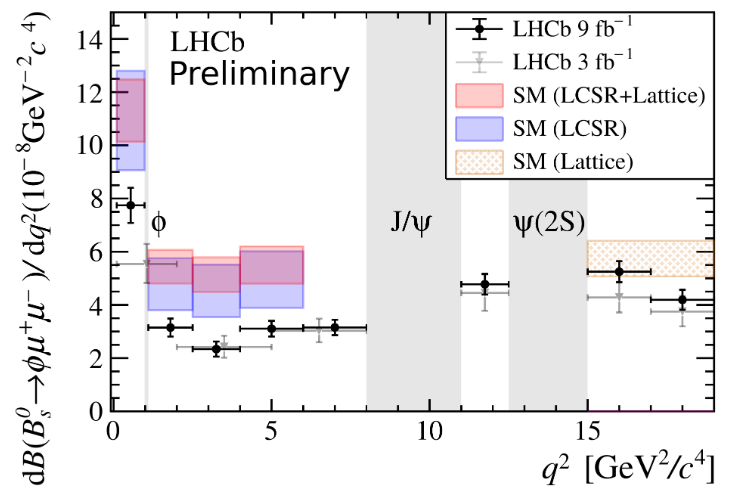 LHCb
Preliminary
LHCb 9 fb⁻¹
LHCb 3 fb⁻¹
SM (LCSR+Lattice)
SM (LCSR)
SM (Lattice)
ϕ
J/ψ
ψ(2S)
14
12
10
8
6
4
2
0
0
5
10
15
q² [GeV²/c⁴]
dB(B⁰ₛ→ϕμ⁺μ⁻)/dq²(10⁻⁸GeV⁻²c⁴)